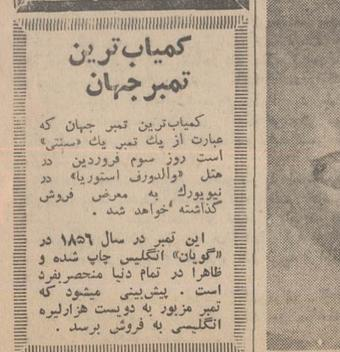 کمیاب‌ترین
تمبر جهان
کمیاب‌ترین تمبر جهان که
عبارت از یك تمبر یك «سنتی»
است روز سوم فروردین در
هتل «والدورف استوریا» در
نیویورك به معرض فروش
گذاشته خواهد شد .
این تمبر در سال ۱۸۵۶ در
«گویان» انگلیس چاپ شده و
ظاهرا در تمام دنیا منحصربفرد
است . پیش‌بینی میشود که
تمبر مزبور به دویست هزارلیره
انگلیسی به فروش برسد .